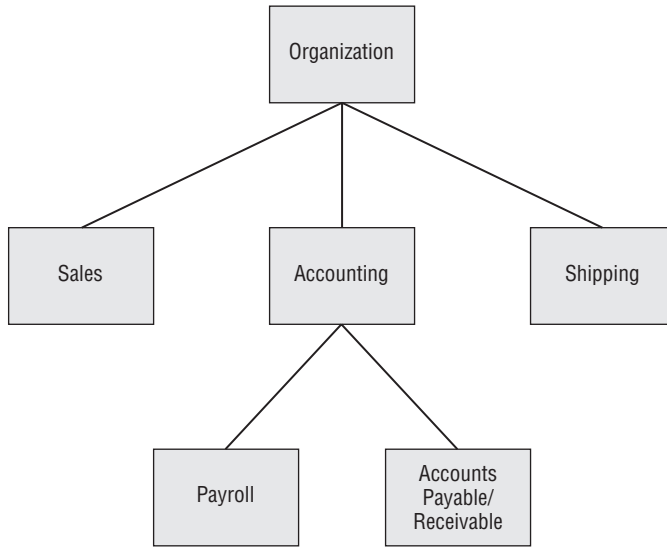 Organization
Sales
Accounting
Shipping
Payroll
Accounts
Payable/
Receivable